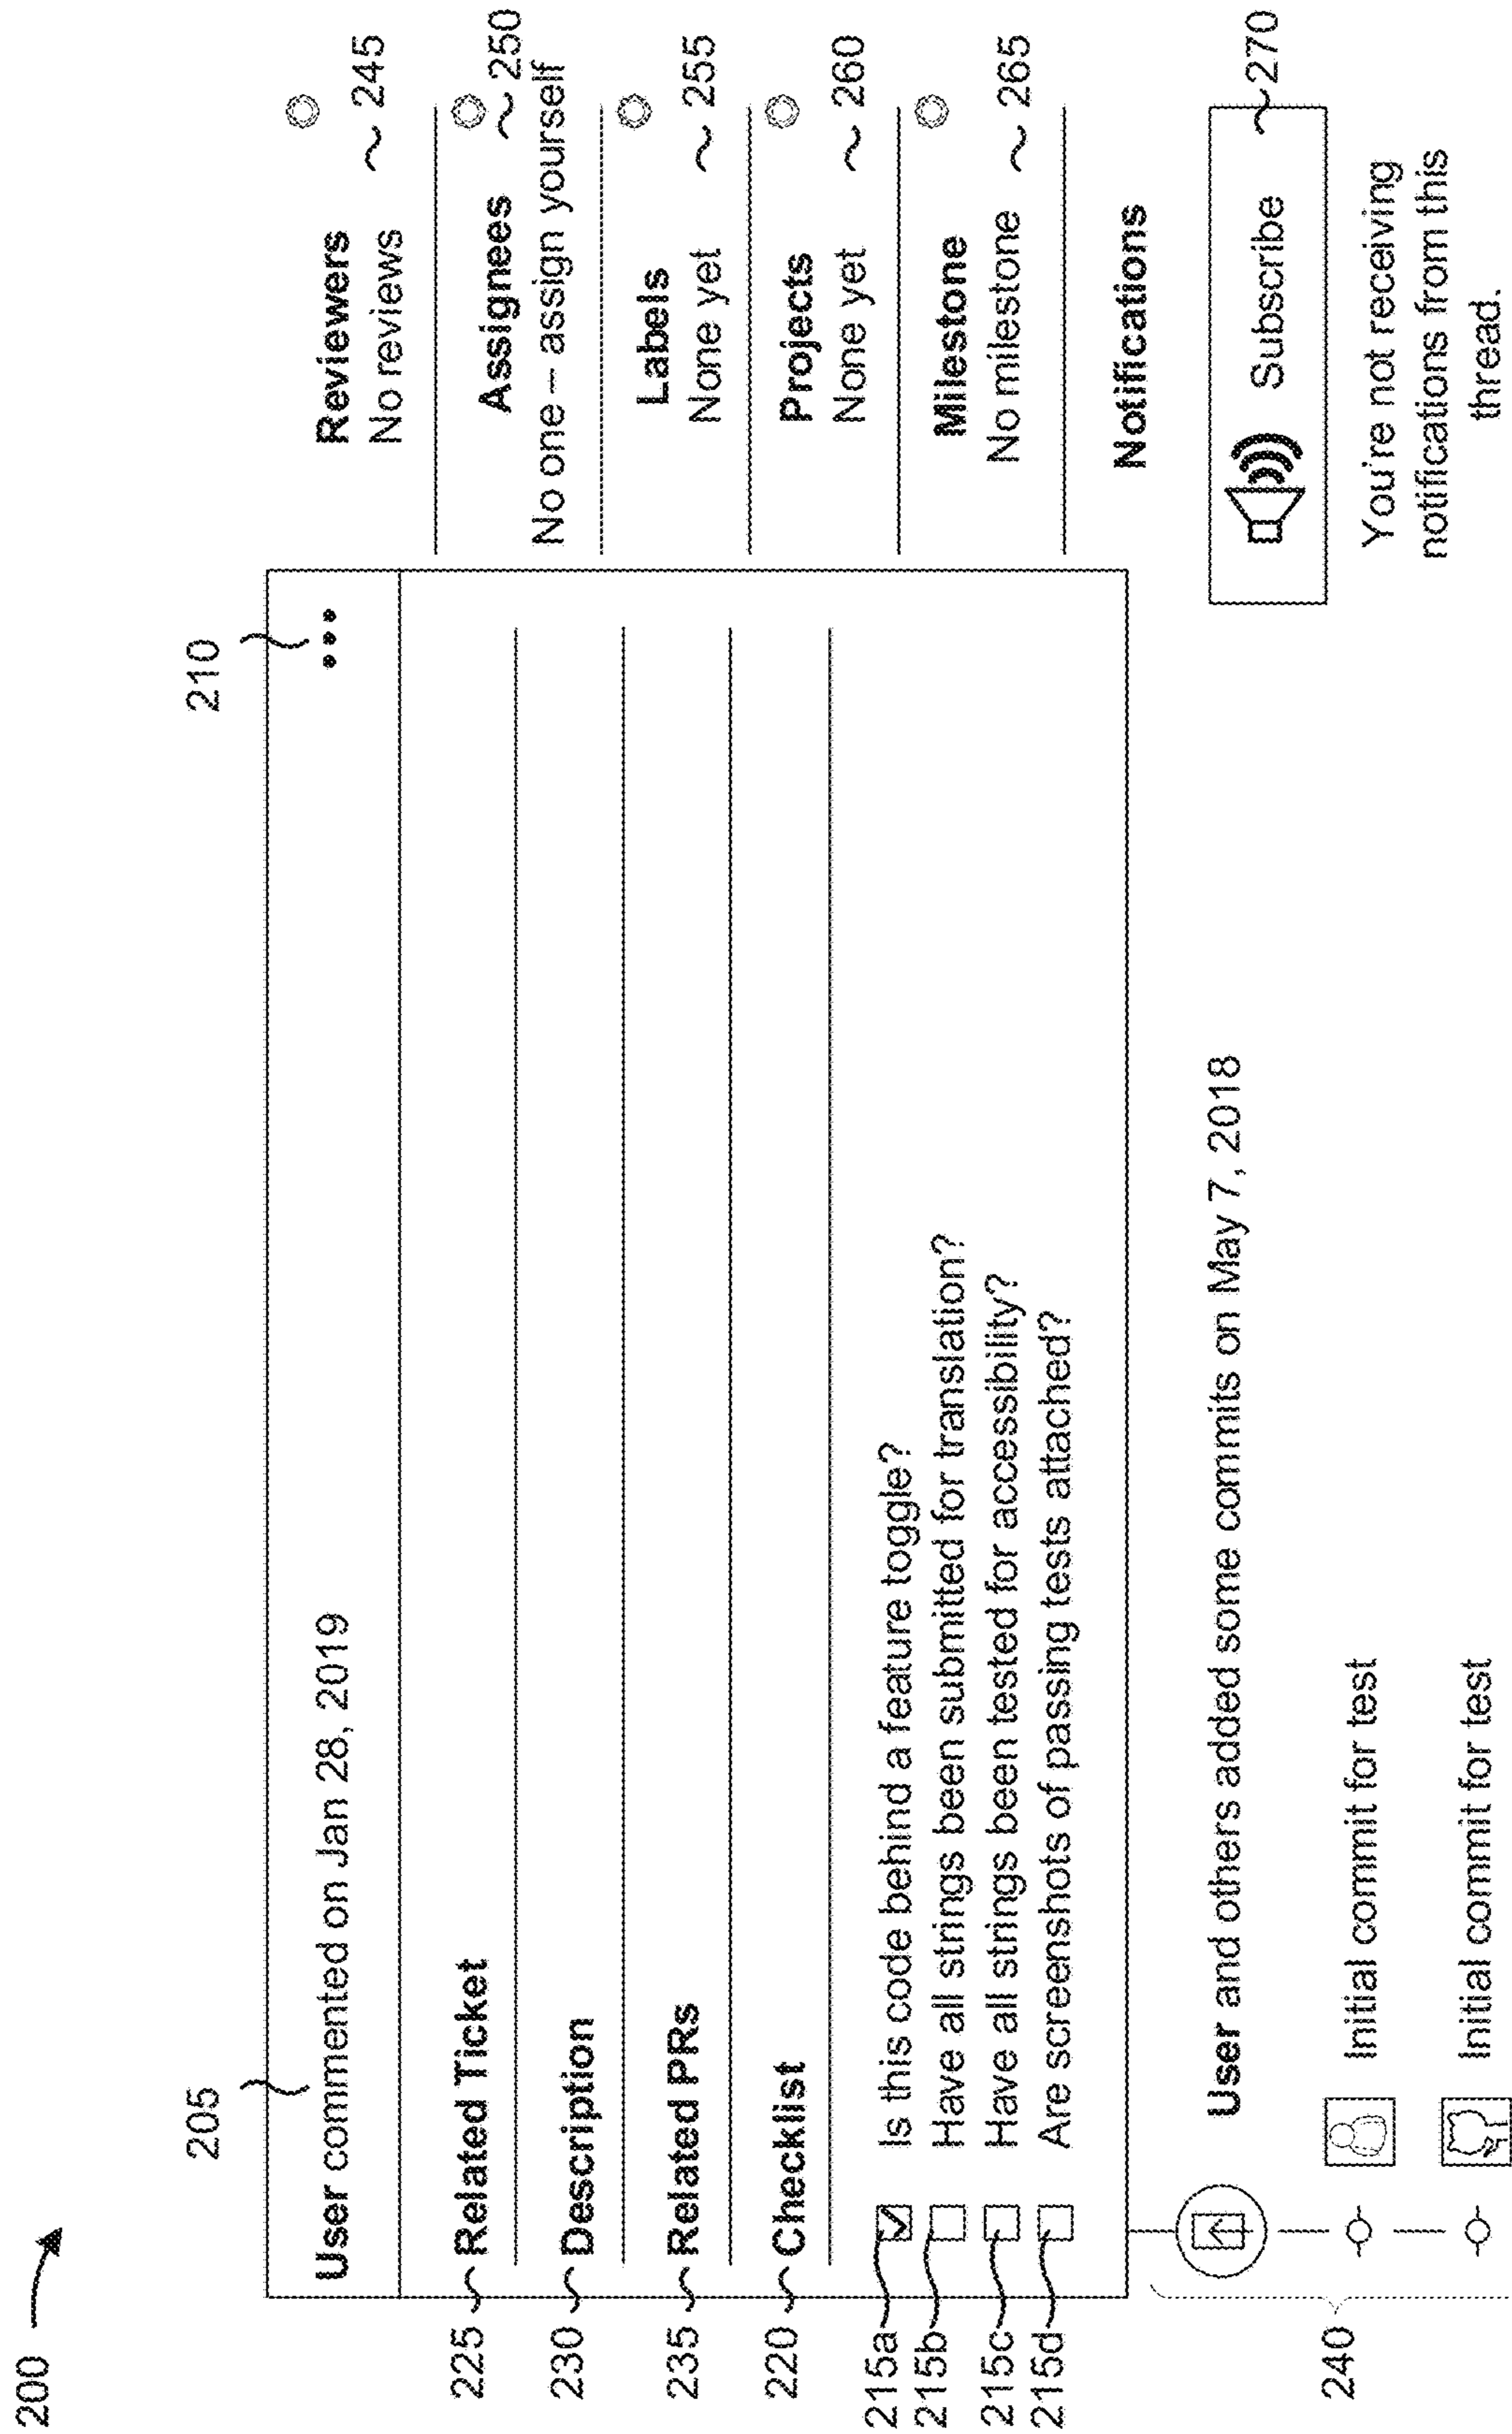 200
205
210
User commented on Jan 28, 2019
•••
225
Related Ticket
230
Description
235
Related PRs
220
Checklist
215a
Is this code behind a feature toggle?
215b
Have all strings been submitted for translation?
215c
Have all strings been tested for accessibility?
215d
Are screenshots of passing tests attached?
Reviewers
No reviews
245
Assignees
250
No one – assign yourself
Labels
None yet
255
Projects
None yet
260
Milestone
No milestone
265
Notifications
Subscribe
270
You're not receiving
notifications from this
thread.
User and others added some commits on May 7, 2018
240
Initial commit for test
Initial commit for test